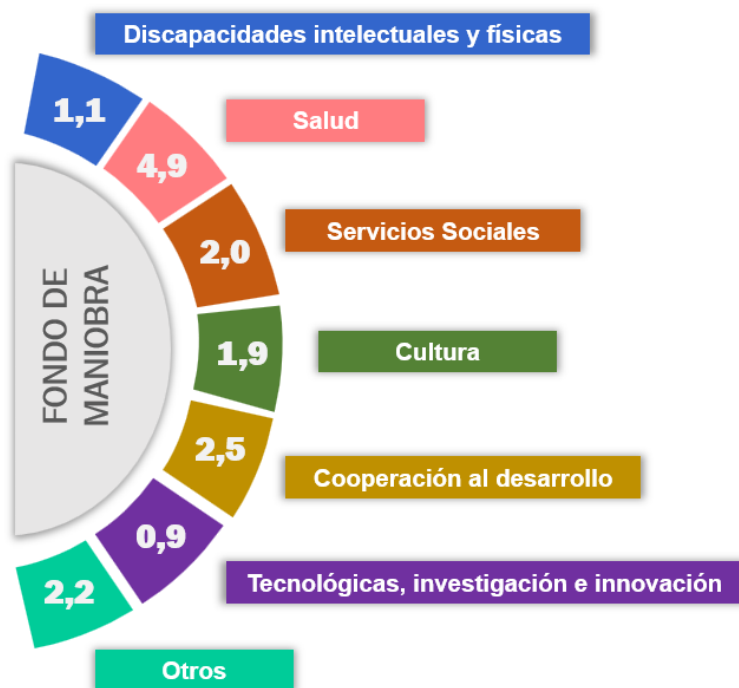 Discapacidades intelectuales y físicas
1,1
Salud
4,9
Servicios Sociales
2,0
FONDO DE
MANIOBRA
Cultura
1,9
Cooperación al desarrollo
2,5
Tecnológicas, investigación e innovación
0,9
Otros
2,2